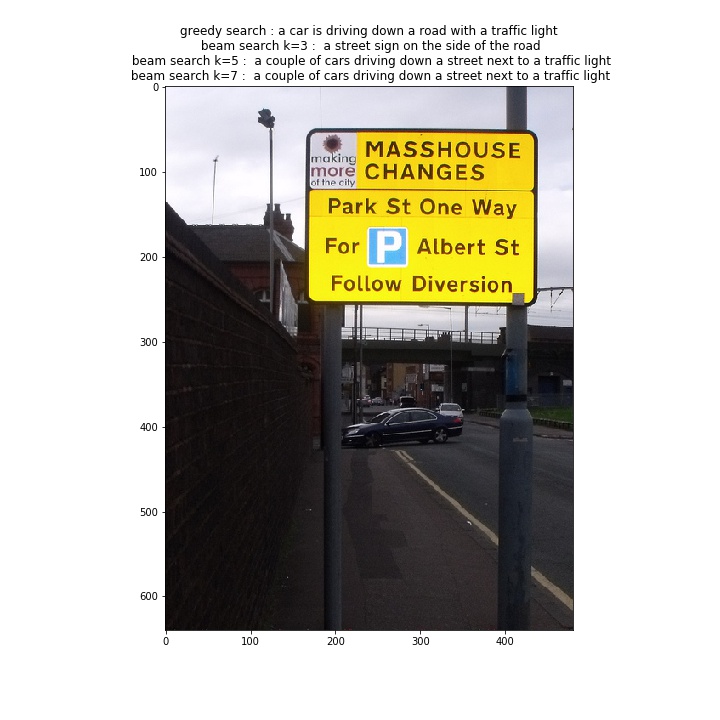 greedy search : a car is driving down a road with a traffic light
beam search k=3 :  a street sign on the side of the road
beam search k=5 :  a couple of cars driving down a street next to a traffic light
beam search k=7 :  a couple of cars driving down a street next to a traffic light
0
100
200
300
400
500
600
0 100 200 300 400
making
more
of the city
MASSHOUSE
CHANGES
Park St One Way
For P Albert St
Follow Diversion